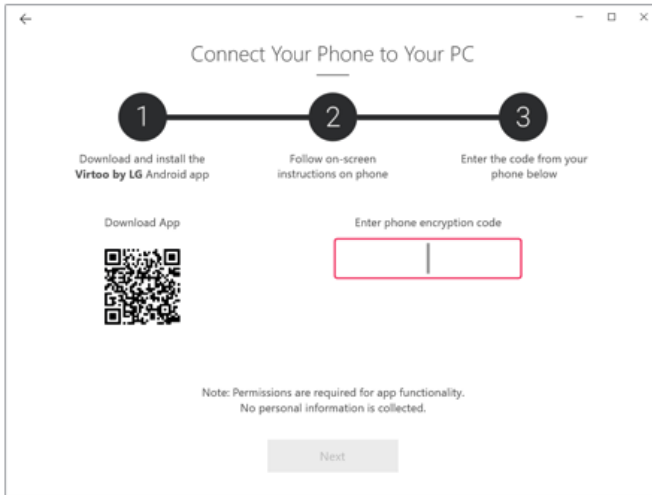 Connect Your Phone to Your PC
1
2
3
Download and install the
Virtoo by LG Android app
Follow on-screen
instructions on phone
Enter the code from your
phone below
Download App
Enter phone encryption code
Note: Permissions are required for app functionality.
No personal information is collected.
Next